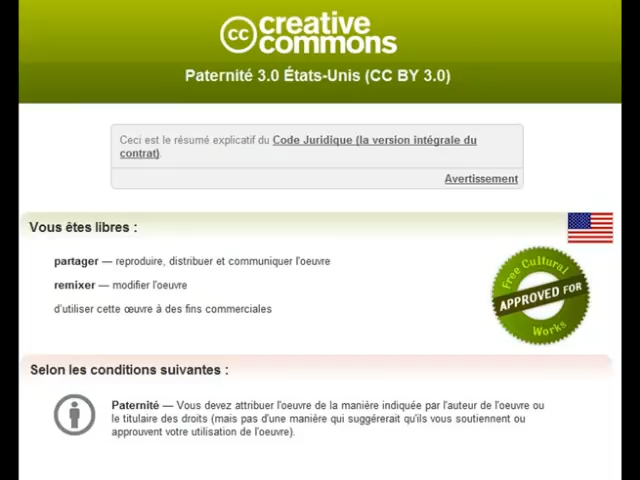 cc creative
commons
Paternité 3.0 États-Unis (CC BY 3.0)
Ceci est le résumé explicatif du Code Juridique (la version intégrale du
contrat).
Avertissement
Vous êtes libres :
partager — reproduire, distribuer et communiquer l'oeuvre
remixer — modifier l'oeuvre
d'utiliser cette œuvre à des fins commerciales
Free Cultural
APPROVED FOR
Works
Selon les conditions suivantes :
Paternité — Vous devez attribuer l'oeuvre de la manière indiquée par l'auteur de l'oeuvre ou
le titulaire des droits (mais pas d'une manière qui suggérerait qu'ils vous soutiennent ou
approuvent votre utilisation de l'oeuvre).